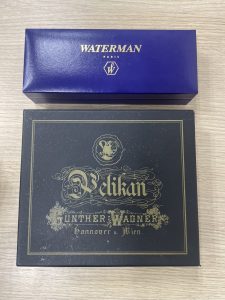 WATERMAN
PARIS
Pelikan
GÜNTHER WAGNER
Hannover u. Wien